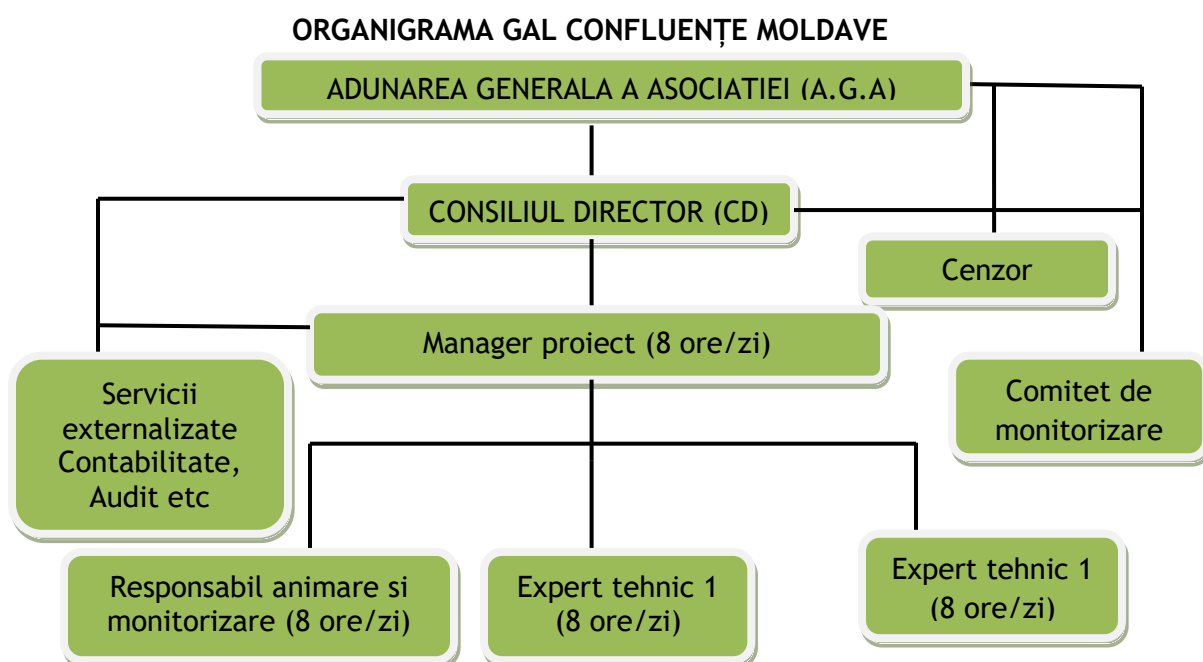 ORGANIGRAMA GAL CONFLUENȚE MOLDAVE
ADUNAREA GENERALA A ASOCIATIEI (A.G.A)
CONSILIUL DIRECTOR (CD)
Cenzor
Manager proiect (8 ore/zi)
Servicii
externalizate
Contabilitate,
Audit etc
Comitet de
monitorizare
Responsabil animare si
monitorizare (8 ore/zi)
Expert tehnic 1
(8 ore/zi)
Expert tehnic 1
(8 ore/zi)